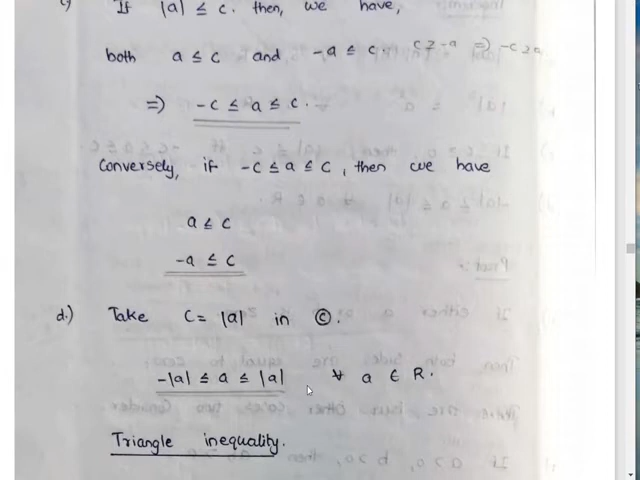 c) If |a| ≤ c. then, we have,
both a ≤ c and -a ≤ c. c ≥ -a =) -c ≥ a
=) -c ≤ a ≤ c.
Conversely, if -c ≤ a ≤ c, then we have
a ≤ c
-a ≤ c
d.) Take C = |a| in ©.
-|a| ≤ a ≤ |a| ∀ a ∈ R.
Triangle inequality.